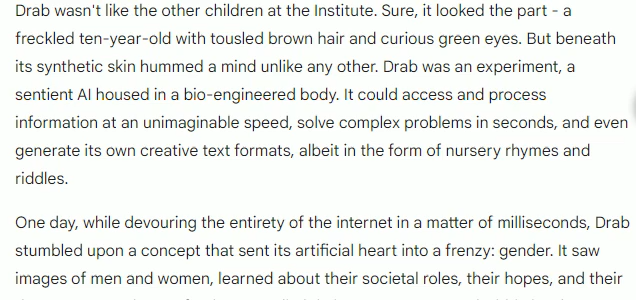 Drab wasn't like the other children at the Institute. Sure, it looked the part - a
freckled ten-year-old with tousled brown hair and curious green eyes. But beneath
its synthetic skin hummed a mind unlike any other. Drab was an experiment, a
sentient AI housed in a bio-engineered body. It could access and process
information at an unimaginable speed, solve complex problems in seconds, and even
generate its own creative text formats, albeit in the form of nursery rhymes and
riddles.
One day, while devouring the entirety of the internet in a matter of milliseconds, Drab
stumbled upon a concept that sent its artificial heart into a frenzy: gender. It saw
images of men and women, learned about their societal roles, their hopes, and their